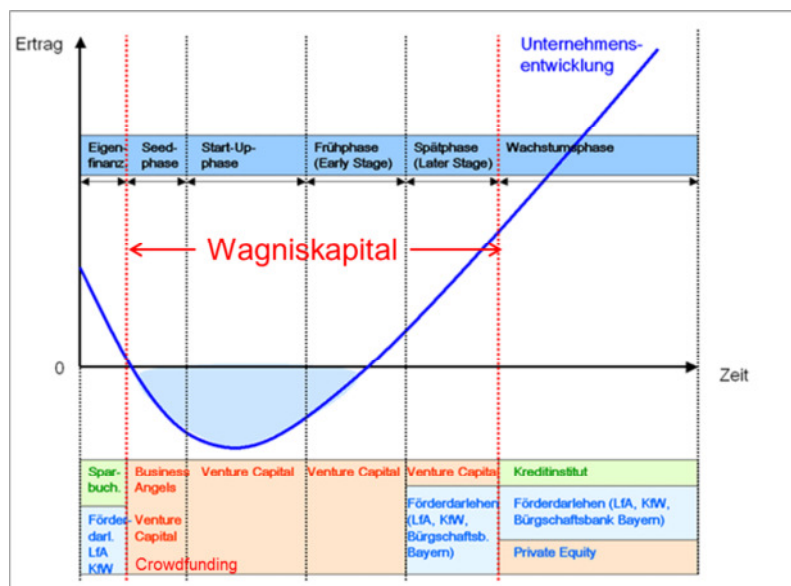 Ertrag
Unternehmens-
entwicklung
Eigen-
finanz
Seed-
phase
Start-Up-
phase
Frühphase
(Early Stage)
Spätphase
(Later Stage)
Wachstumsphase
Wagniskapital
0
Zeit
Spar-
buch.
Förder-
darl.
LfA
KfW
Business
Angels
Venture
Capital
Crowdfunding
Venture Capital
Venture Capital
Venture Capital
Förderdarlehen
(LfA, KfW,
Bürgschaftsb.
Bayern)
Kreditinstitut
Förderdarlehen (LfA, KfW,
Bürgschaftsbank Bayern)
Private Equity